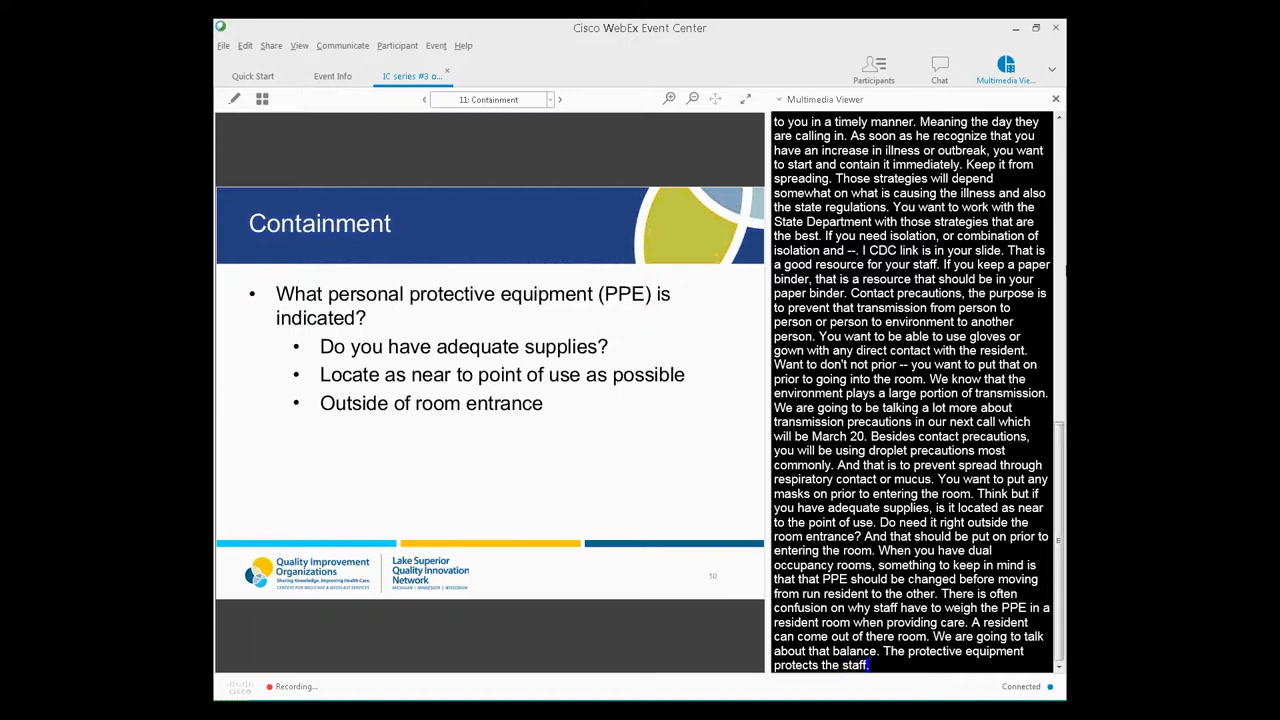 Cisco WebEx Event Center
File Edit Share View Communicate Participant Event Help
Quick Start Event Info IC series #3 o... Participants Chat Multimedia Vie...
11: Containment Multimedia Viewer
Containment
• What personal protective equipment (PPE) is
indicated?
• Do you have adequate supplies?
• Locate as near to point of use as possible
• Outside of room entrance
Quality Improvement
Organizations
Sharing Knowledge. Improving Health Care.
CENTERS FOR MEDICARE & MEDICAID SERVICES
Lake Superior
Quality Innovation
Network
MICHIGAN | MINNESOTA | WISCONSIN
10
to you in a timely manner. Meaning the day they
are calling in. As soon as he recognize that you
have an increase in illness or outbreak, you want
to start and contain it immediately. Keep it from
spreading. Those strategies will depend
somewhat on what is causing the illness and also
the state regulations. You want to work with the
State Department with those strategies that are
the best. If you need isolation, or combination of
isolation and --. I CDC link is in your slide. That is
a good resource for your staff. If you keep a paper
binder, that is a resource that should be in your
paper binder. Contact precautions, the purpose is
to prevent that transmission from person to
person or person to environment to another
person. You want to be able to use gloves or
gown with any direct contact with the resident.
Want to don't not prior -- you want to put that on
prior to going into the room. We know that the
environment plays a large portion of transmission.
We are going to be talking a lot more about
transmission precautions in our next call which
will be March 20. Besides contact precautions,
you will be using droplet precautions most
commonly. And that is to prevent spread through
respiratory contact or mucus. You want to put any
masks on prior to entering the room. Think but if
you have adequate supplies, is it located as near
to the point of use. Do need it right outside the
room entrance? And that should be put on prior to
entering the room. When you have dual
occupancy rooms, something to keep in mind is
that that PPE should be changed before moving
from run resident to the other. There is often
confusion on why staff have to weigh the PPE in a
resident room when providing care. A resident
can come out of there room. We are going to talk
about that balance. The protective equipment
protects the staff.
cisco Recording... Connected